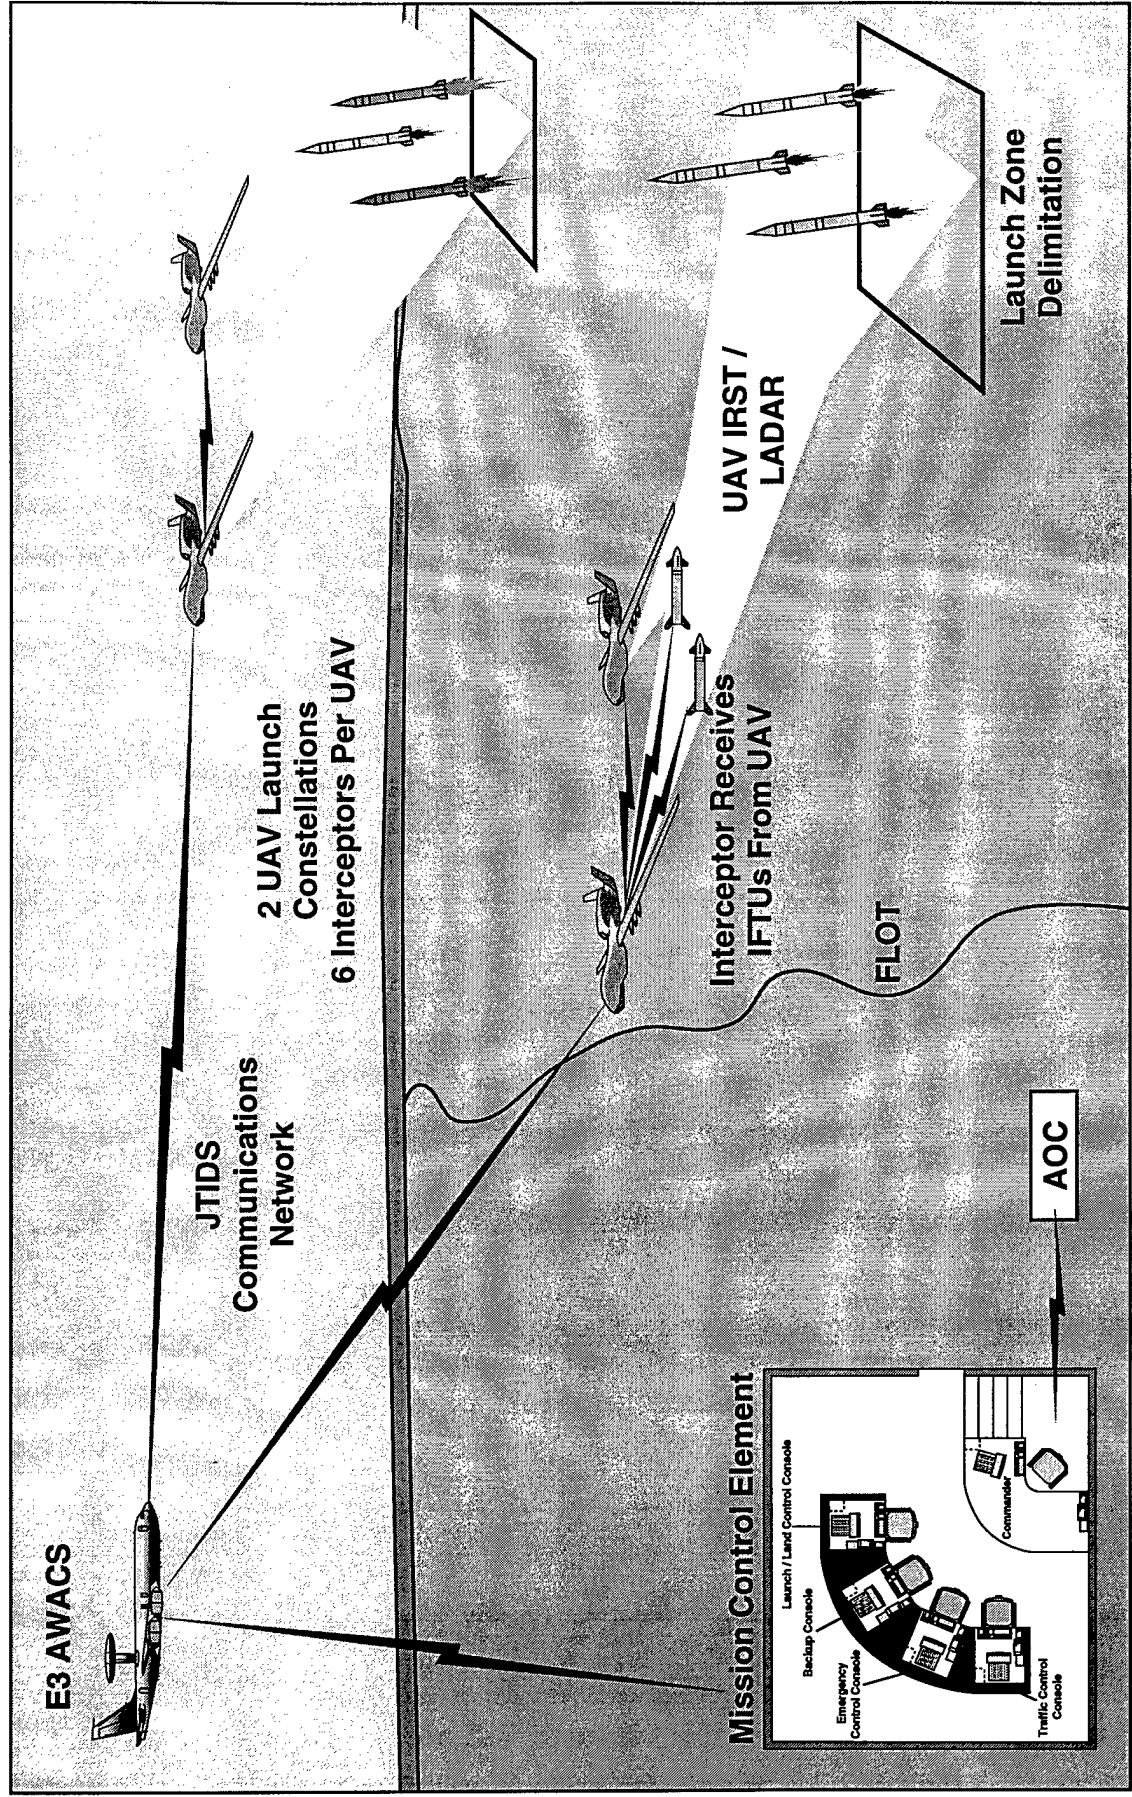 E3 AWACS
JTIDS
Communications
Network
2 UAV Launch
Constellations
6 Interceptors Per UAV
Interceptor Receives
IFTUs From UAV
UAV IRST /
LADAR
Launch Zone
Delimitation
FLOT
Mission Control Element
Launch / Land Control Console
Backup Console
Emergency
Control Console
Traffic Control
Console
Commander
AOC